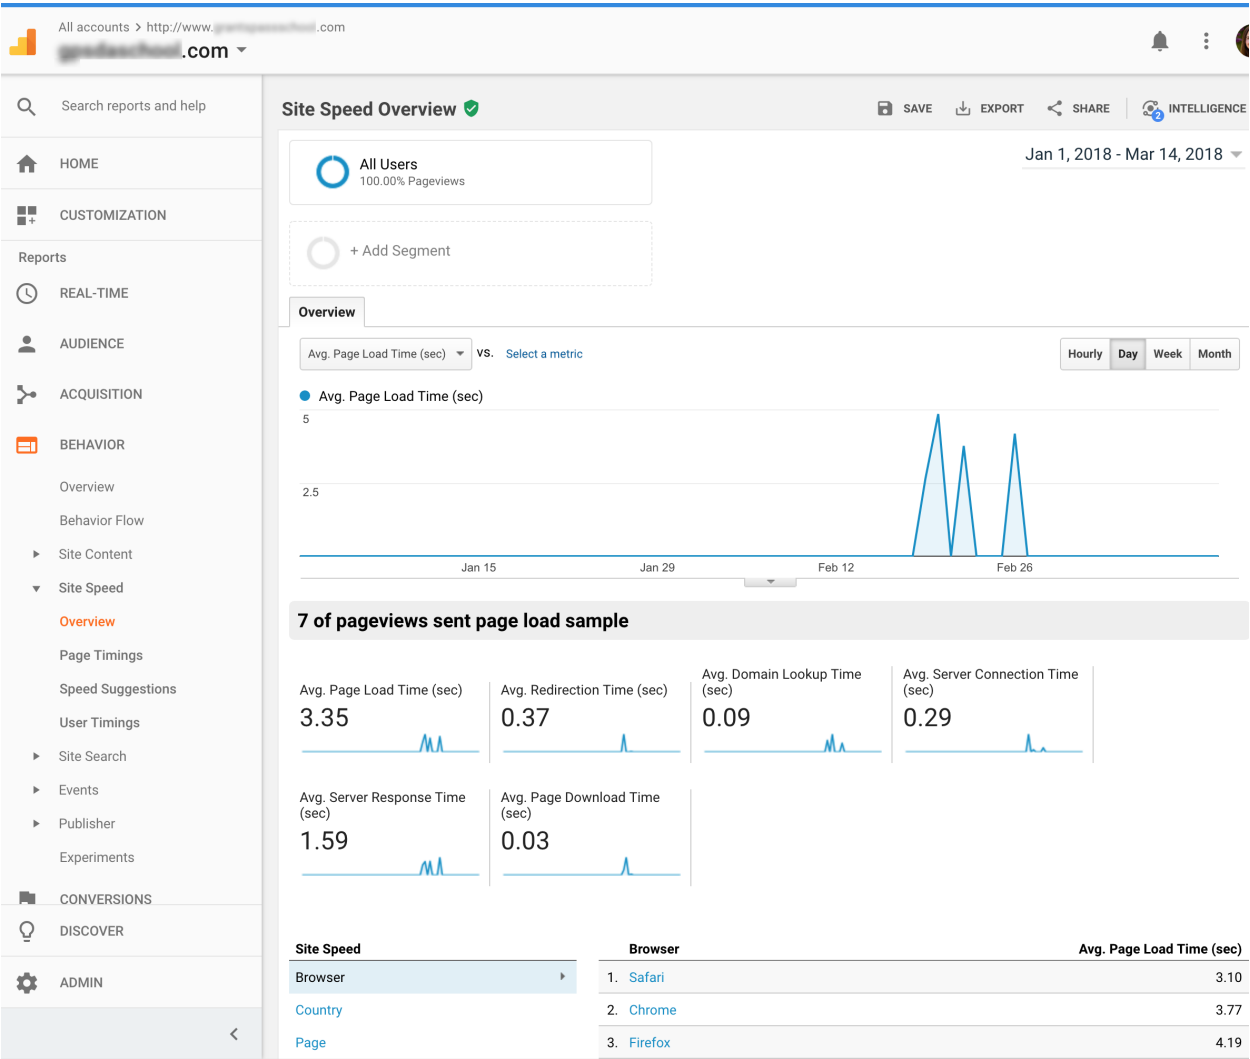 All accounts > http://www. .com
.com
Search reports and help
HOME
CUSTOMIZATION
Reports
REAL-TIME
AUDIENCE
ACQUISITION
BEHAVIOR
Overview
Behavior Flow
Site Content
Site Speed
Overview
Page Timings
Speed Suggestions
User Timings
Site Search
Events
Publisher
Experiments
CONVERSIONS
DISCOVER
ADMIN
Site Speed Overview
SAVE EXPORT SHARE 2 INTELLIGENCE
All Users
100.00% Pageviews
Jan 1, 2018 - Mar 14, 2018
+ Add Segment
Overview
Avg. Page Load Time (sec) VS. Select a metric
Hourly Day Week Month
Avg. Page Load Time (sec)
5
2.5
Jan 15 Jan 29 Feb 12 Feb 26
7 of pageviews sent page load sample
Avg. Page Load Time (sec)
3.35
Avg. Redirection Time (sec)
0.37
Avg. Domain Lookup Time
(sec)
0.09
Avg. Server Connection Time
(sec)
0.29
Avg. Server Response Time
(sec)
1.59
Avg. Page Download Time
(sec)
0.03
Site Speed
Browser
Country
Page
Browser Avg. Page Load Time (sec)
1. Safari 3.10
2. Chrome 3.77
3. Firefox 4.19